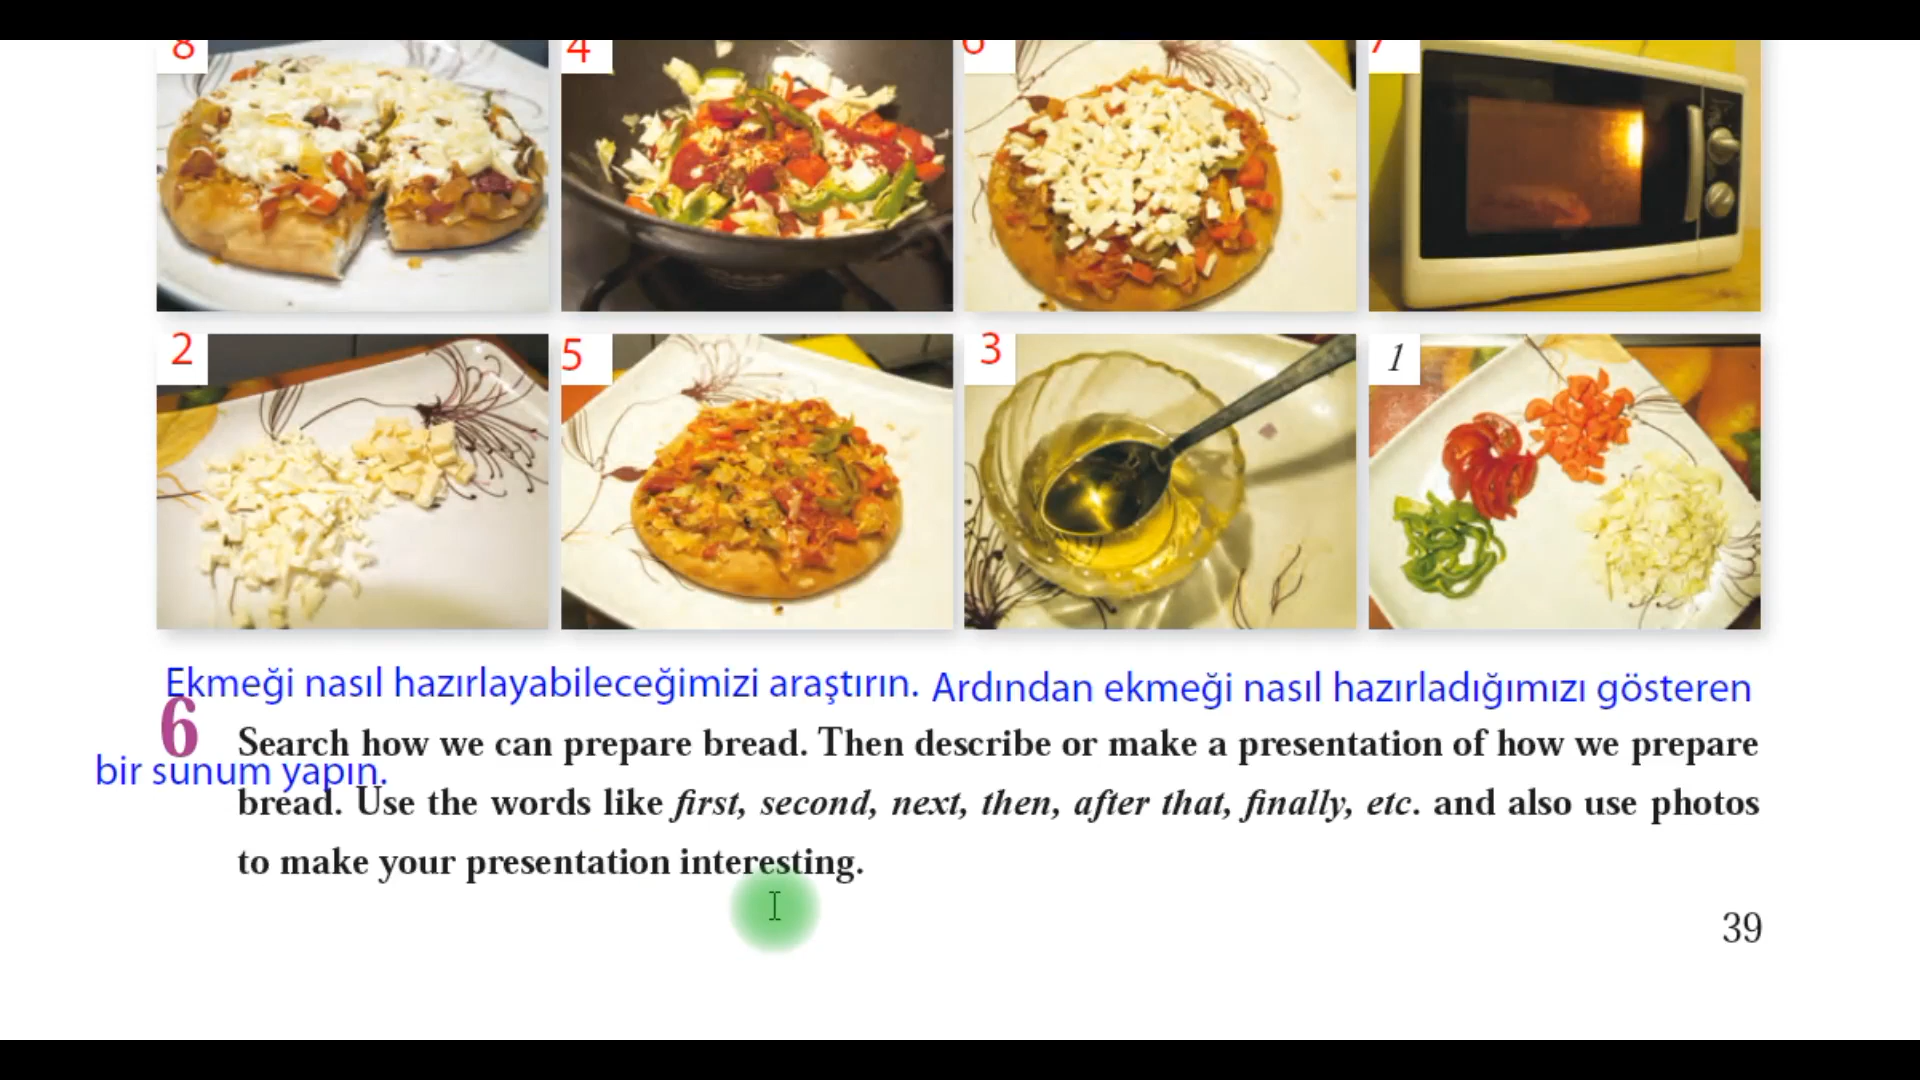 8 4 6 7
2 5 3 1
Ekmeği nasıl hazırlayabileceğimizi araştırın. Ardından ekmeği nasıl hazırladığımızı gösteren
6 Search how we can prepare bread. Then describe or make a presentation of how we prepare
bir sunum yapın.
bread. Use the words like first, second, next, then, after that, finally, etc. and also use photos
to make your presentation interesting.
39